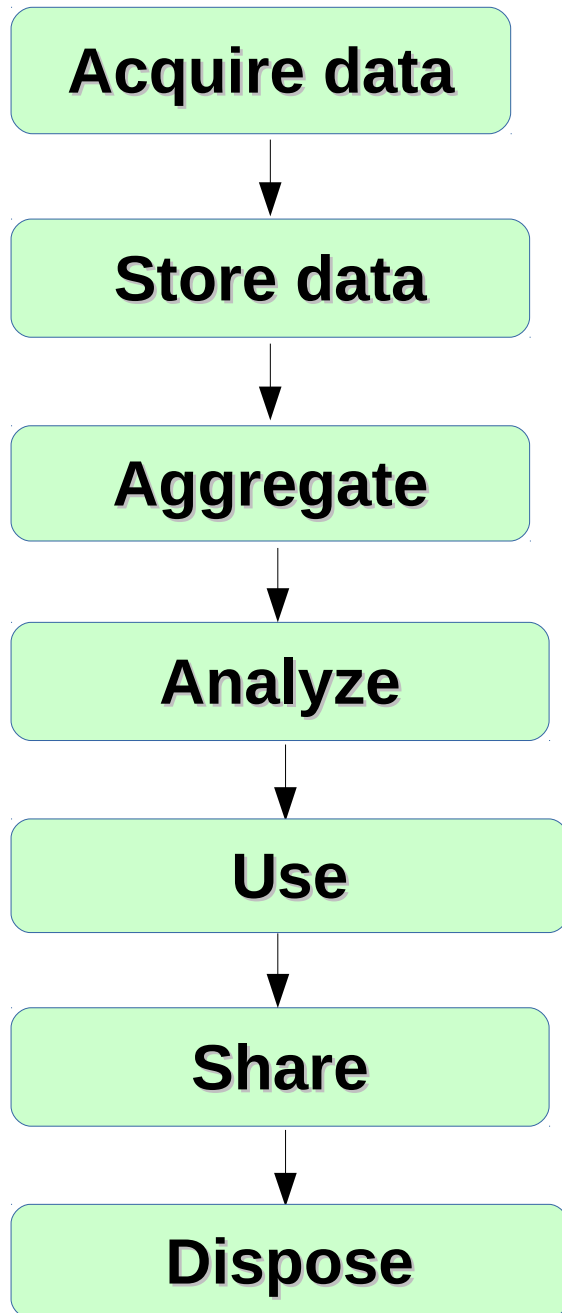 Acquire data
Store data
Aggregate
Analyze
Use
Share
Dispose